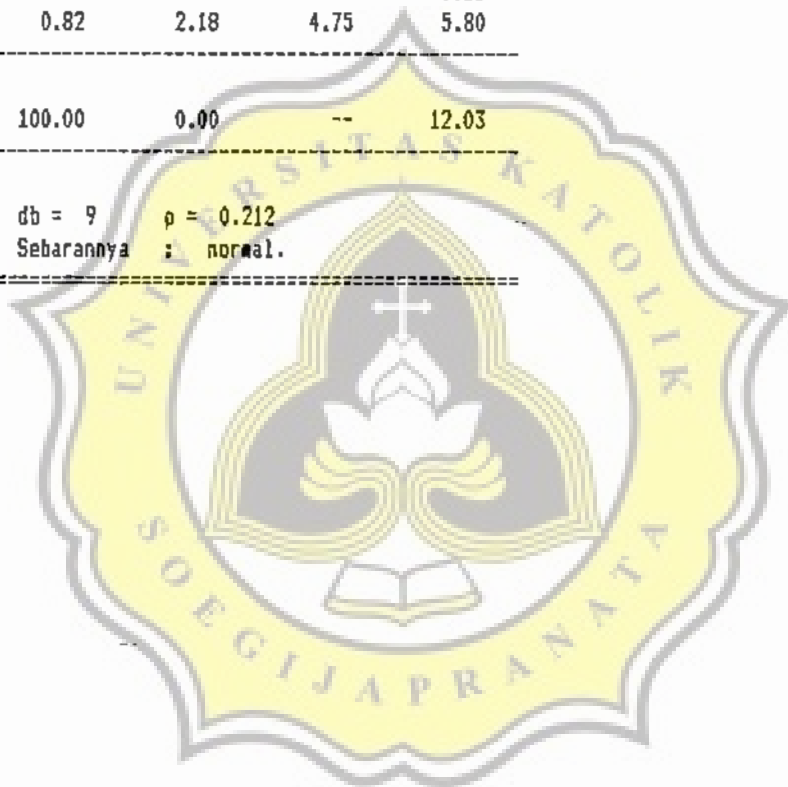 0.82 2.18 4.75 5.80
100.00 0.00 -- 12.03
db = 9 p = 0.212
Sebarannya : normal.
UNIVERSITAS KATOLIK
SOEGIJAPRANATA